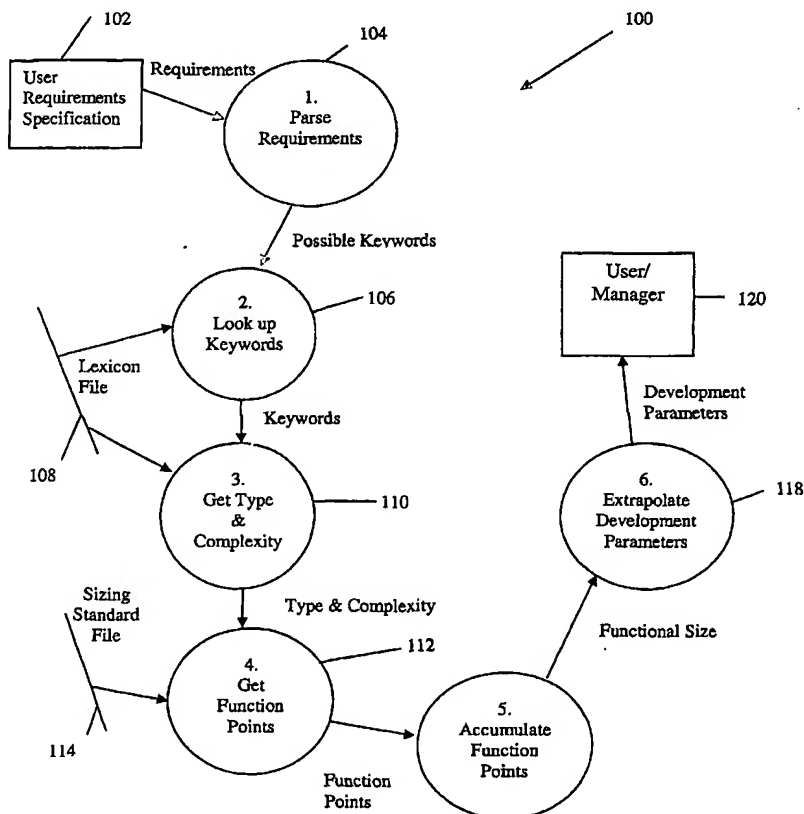 102
104
100
User
Requirements
Specification
Requirements
1.
Parse
Requirements
Possible Keywords
User/
Manager
120
2.
Look up
Keywords
106
Lexicon
File
Keywords
Development
Parameters
108
3.
Get Type
&
Complexity
110
6.
Extrapolate
Development
Parameters
118
Sizing
Standard
File
Type & Complexity
Functional Size
4.
Get
Function
Points
112
114
5.
Accumulate
Function
Points
Function
Points